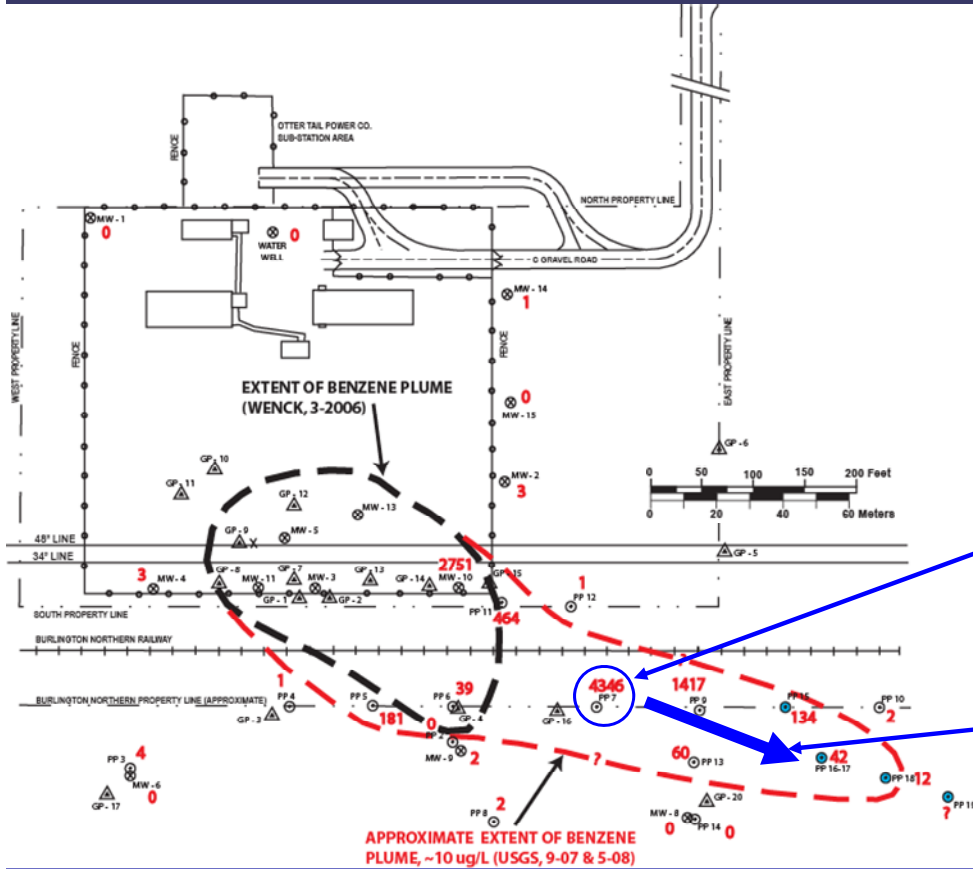 OTTER TAIL POWER CO.
SUB-STATION AREA
FENCE
NORTH PROPERTY LINE
MW - 1
0
WATER
WELL
0
C GRAVEL ROAD
MW - 14
1
WEST PROPERTY LINE
FENCE
FENCE
EAST PROPERTY LINE
EXTENT OF BENZENE PLUME
(WENCK, 3-2006)
0
MW - 15
GP - 6
GP - 10
GP - 11
GP - 12
MW - 13
MW - 2
3
0 50 100 150 200 Feet
0 20 40 60 Meters
GP - 9 X
MW - 5
48" LINE
34" LINE
GP - 5
2751
3
MW - 4
GP - 8
MW - 11
GP - 7
MW - 3
GP - 13
GP - 14
MW - 10
GP - 15
GP - 1
GP - 2
PP 11
464
1
PP 12
SOUTH PROPERTY LINE
BURLINGTON NORTHERN RAILWAY
?
BURLINGTON NORTHERN PROPERTY LINE (APPROXIMATE)
1
PP 4
GP - 3
PP 5
181
39
PP 6
GP - 4
0
PP 2
MW - 9
2
GP - 16
4346
PP 7
1417
PP 9
PP 15
134
PP 10
2
4
PP 3
MW - 6
0
GP - 17
?
60
PP 13
42
PP 16-17
PP 18
12
PP 19
?
2
PP 8
GP - 20
MW - 8
0
PP 14
0
APPROXIMATE EXTENT OF BENZENE
PLUME, ~10 ug/L (USGS, 9-07 & 5-08)